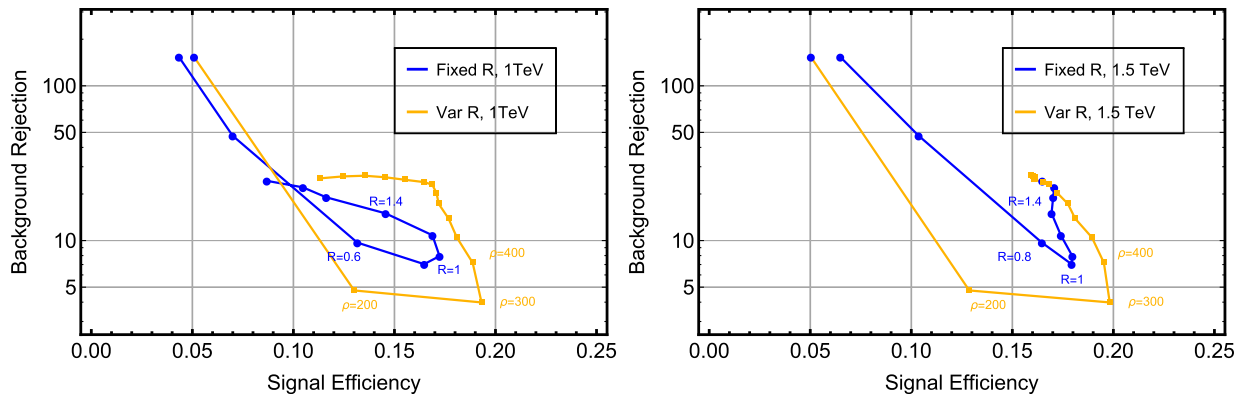 Background Rejection
100
50
10
5
Fixed R, 1TeV
Var R, 1TeV
R=1.4
R=0.6
R=1
ρ=400
ρ=200
ρ=300
0.00 0.05 0.10 0.15 0.20 0.25
Signal Efficiency
Background Rejection
100
50
10
5
Fixed R, 1.5 TeV
Var R, 1.5 TeV
R=1.4
R=0.8
R=1
ρ=400
ρ=200
ρ=300
0.00 0.05 0.10 0.15 0.20 0.25
Signal Efficiency